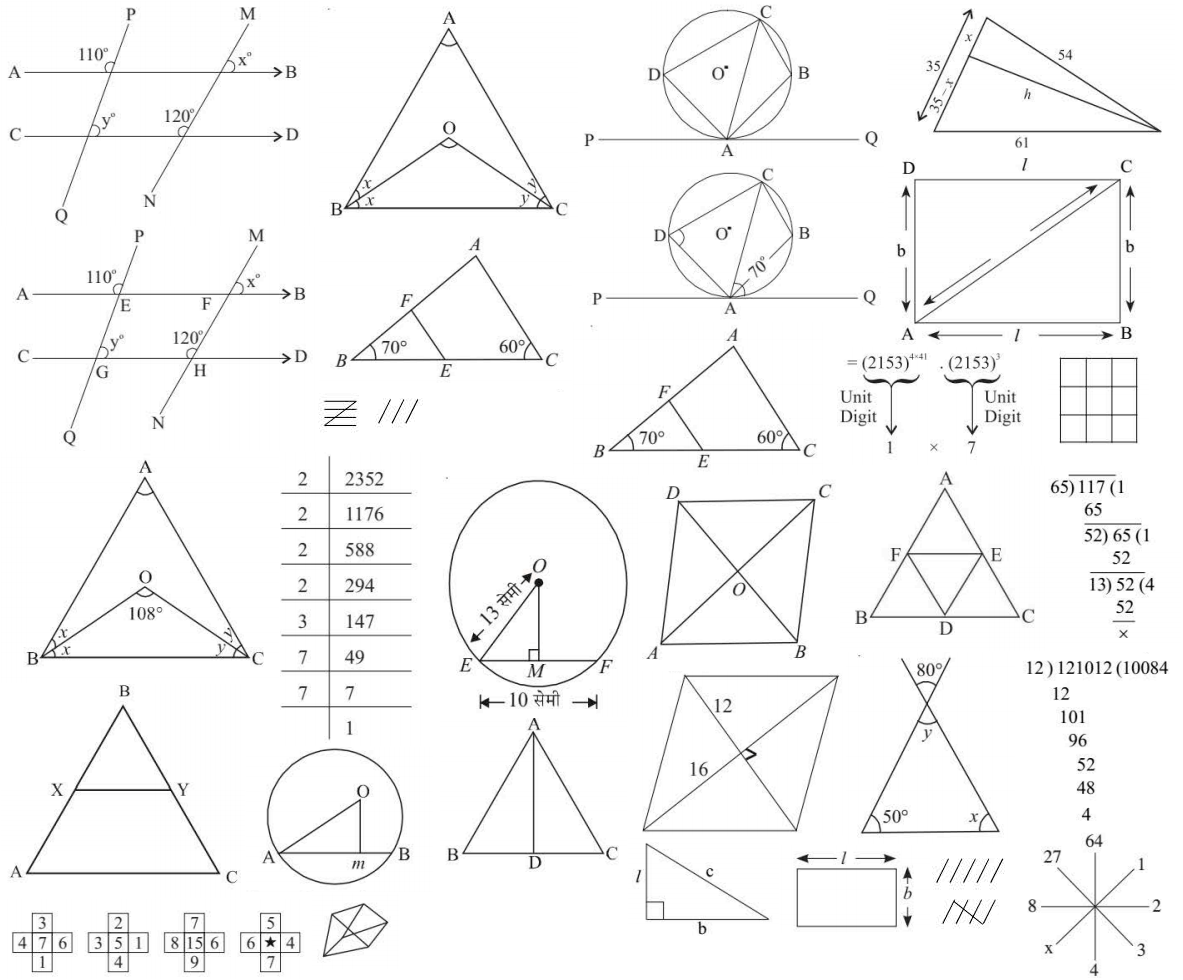 P M
110° x°
A B
y° 120°
C D
Q N
A
O
x y
B x y C
C
D O B
P A Q
x
35 54
35 – x h
61
P M
110° x°
A E F B
y° 120°
C G H D
Q N
A
F
70° 60°
B E C
C
D O B
70°
P A Q
D l C
b b
A l B
A
F
70° 60°
B E C
= (2153)⁴ˣ⁴¹ . (2153)³
Unit Unit
Digit Digit
1 × 7
A
O
108°
x y
B x y C
2 2352
2 1176
2 588
2 294
3 147
7 49
7 7
1
O
13 सेमी
E M F
10 सेमी
D C
O
A B
A
F E
B D C
65) 117 (1
65
52) 65 (1
52
13) 52 (4
52
×
B
X Y
A C
O
A m B
A
B D C
12
16
80°
y
50° x
12 ) 121012 (10084
12
101
96
52
48
4
l c
b
l
b
64
27 1
8 2
x 3
4
3
4 7 6
1
2
3 5 1
4
7
8 15 6
9
5
6 ★ 4
7